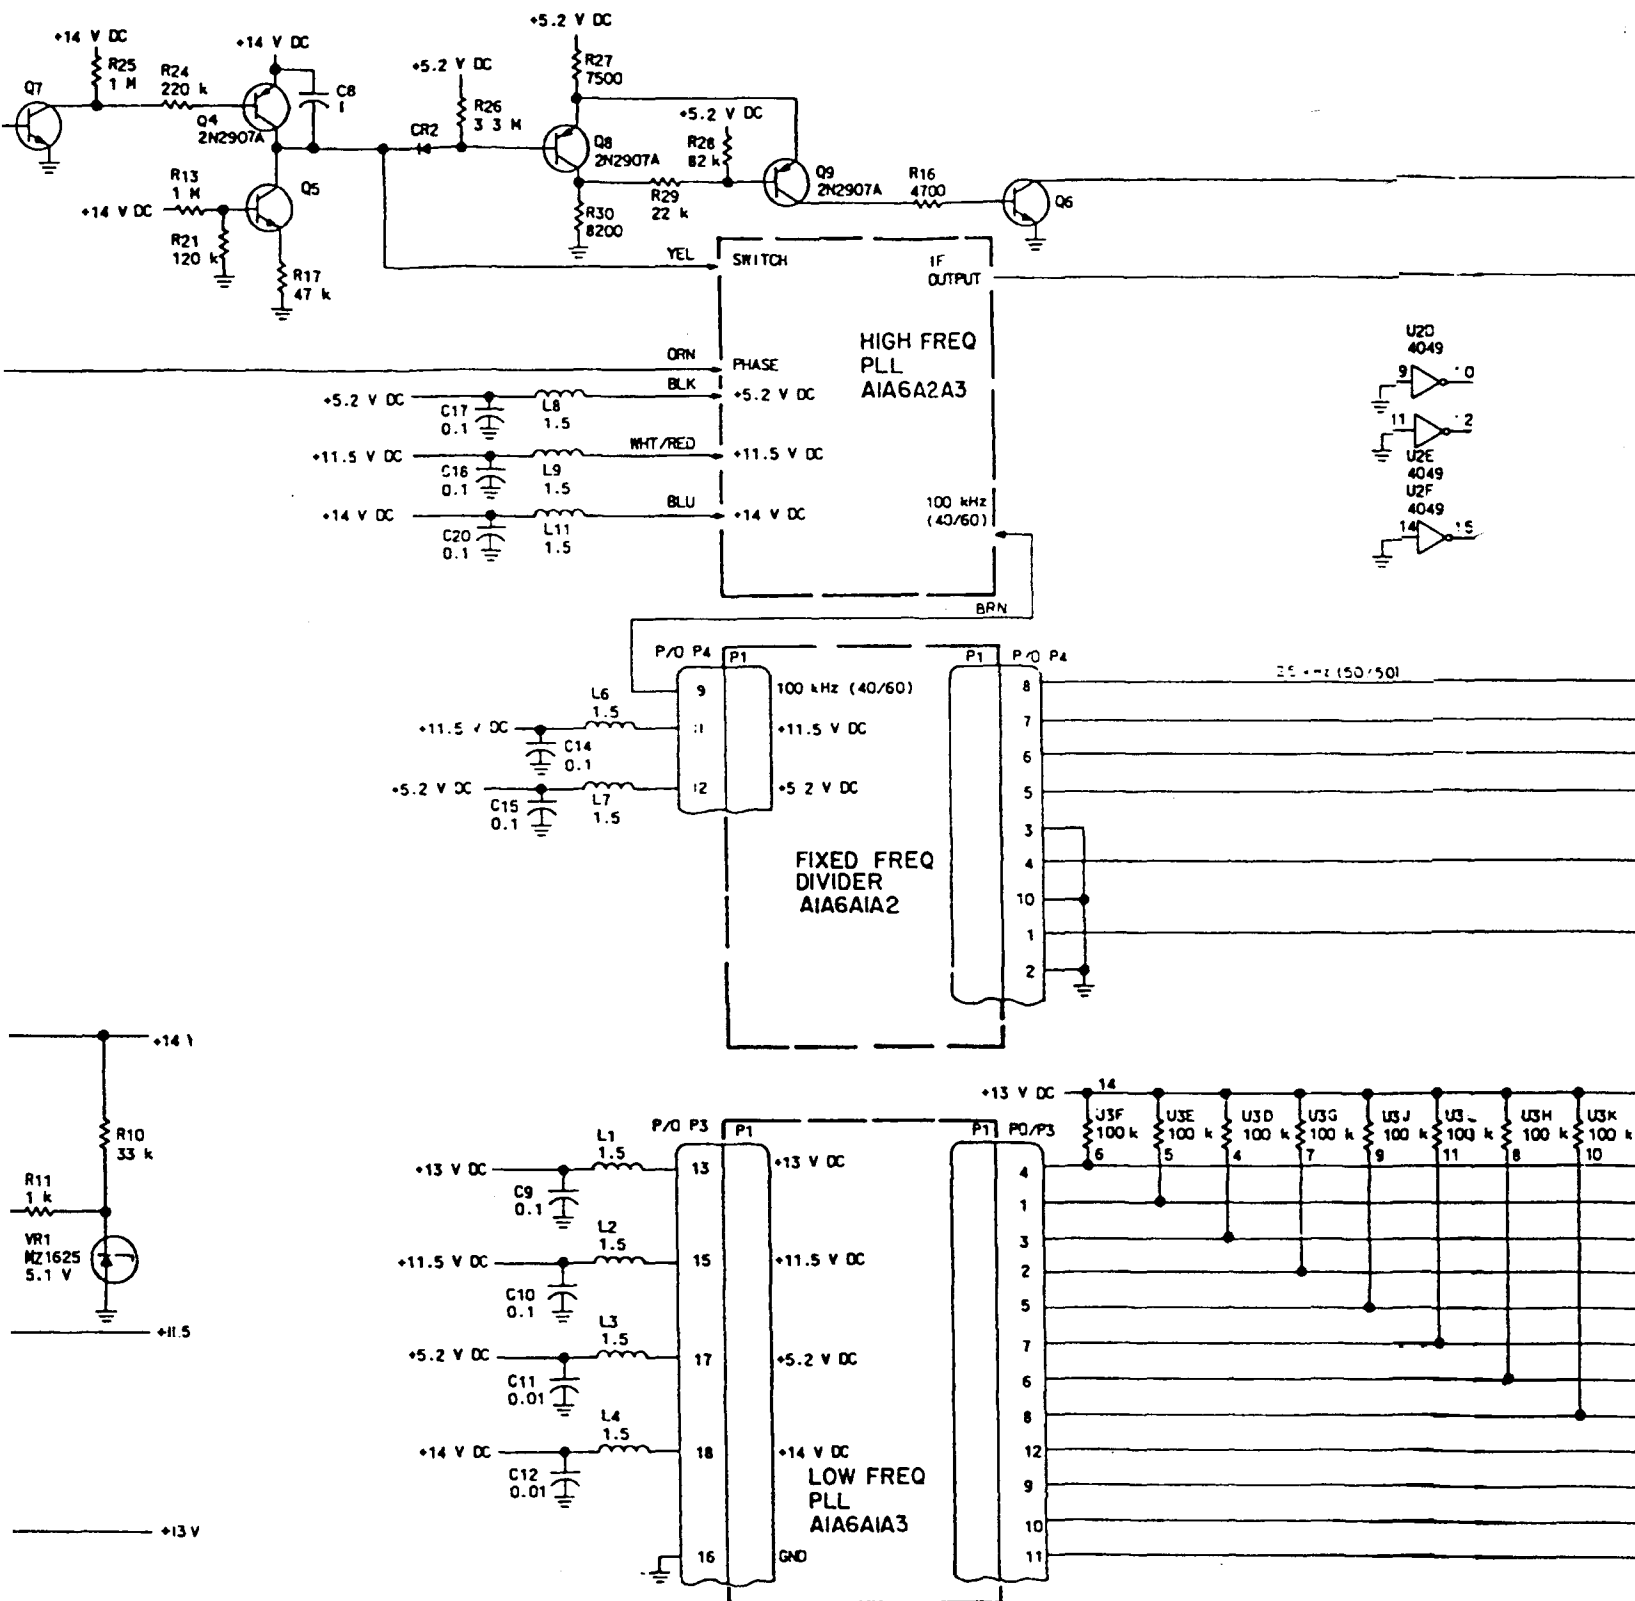 +5.2 V DC
+14 V DC
+14 V DC
R25
1 M
R24
220 k
+5.2 V DC
R27
7500
Q7
C8
R26
3 3 M
+5.2 V DC
Q4
2N2907A
CR2
Q8
2N2907A
R28
82 k
Q9
2N2907A
R16
4700
R13
1 M
Q5
+14 V DC
R29
22 k
Q6
R21
120 k
R30
8200
R17
47 k
YEL
SWITCH
IF
OUTPUT
HIGH FREQ
PLL
A1A6A2A3
U2D
4049
9
10
ORN
PHASE
BLK
+5.2 V DC
+5.2 V DC
C17
0.1
L8
1.5
11
12
U2E
4049
WHT/RED
+11.5 V DC
+11.5 V DC
0.1
L9
1.5
U2F
4049
14
15
BLU
+14 V DC
+14 V DC
C20
0.1
L11
1.5
100 kHz
(40/60)
BRN
P/O P4
P1
P1
P/O P4
9
100 kHz (40/60)
8
(50/50)
L6
1.5
+11.5 V DC
11
+11.5 V DC
7
C14
0.1
6
+5.2 V DC
12
+5 2 V DC
5
C15
0.1
L7
1.5
3
FIXED FREQ
DIVIDER
A1A6A1A2
4
10
1
2
+14 V
+13 V DC
14
U3F
100 k
6
U3E
100 k
5
U3D
100 k
4
U3G
100 k
7
U3J
100 k
9
100 k
11
U3H
100 k
8
U3K
100 k
10
R10
33 k
P/O P3
P1
P1
PO/P3
L1
1.5
+13 V DC
13
+13 V DC
4
C9
0.1
1
R11
1 k
L2
1.5
3
VR1
MZ1625
5.1 V
+11.5 V DC
15
+11.5 V DC
2
C10
0.1
5
+11.5
L3
1.5
7
+5.2 V DC
17
+5.2 V DC
6
C11
0.01
8
L4
1.5
+14 V DC
18
+14 V DC
12
C12
0.01
LOW FREQ
PLL
A1A6A1A3
9
10
+13 V
16
GND
11